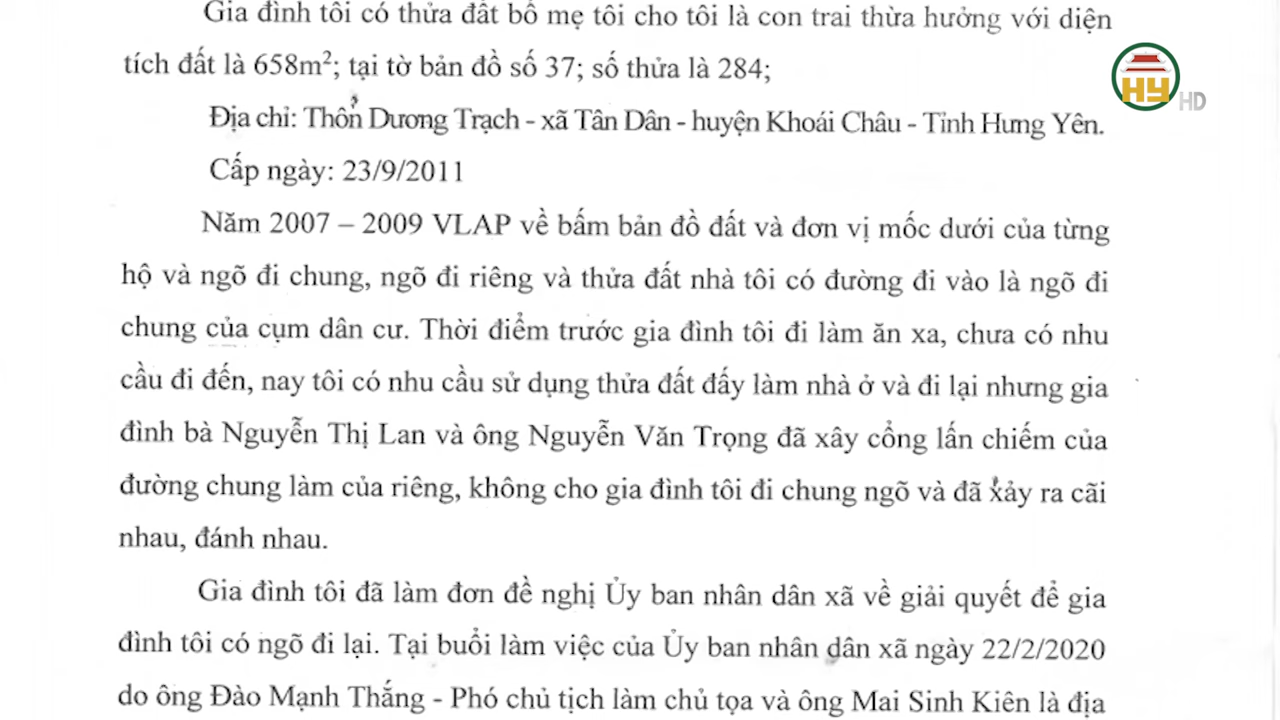 Gia đình tôi có thửa đất bố mẹ tôi cho tôi là con trai thừa hưởng với diện
tích đất là 658m²; tại tờ bản đồ số 37; số thửa là 284;
HY HD
Địa chỉ: Thôn Dương Trạch - xã Tân Dân - huyện Khoái Châu - Tỉnh Hưng Yên.
Cấp ngày: 23/9/2011
Năm 2007 – 2009 VLAP về bấm bản đồ đất và đơn vị mốc dưới của từng
hộ và ngõ đi chung, ngõ đi riêng và thửa đất nhà tôi có đường đi vào là ngõ đi
chung của cụm dân cư. Thời điểm trước gia đình tôi đi làm ăn xa, chưa có nhu
cầu đi đến, nay tôi có nhu cầu sử dụng thửa đất đấy làm nhà ở và đi lại nhưng gia
đình bà Nguyễn Thị Lan và ông Nguyễn Văn Trọng đã xây cổng lấn chiếm của
đường chung làm của riêng, không cho gia đình tôi đi chung ngõ và đã xảy ra cãi
nhau, đánh nhau.
Gia đình tôi đã làm đơn đề nghị Ủy ban nhân dân xã về giải quyết để gia
đình tôi có ngõ đi lại. Tại buổi làm việc của Ủy ban nhân dân xã ngày 22/2/2020
do ông Đào Mạnh Thắng - Phó chủ tịch làm chủ tọa và ông Mai Sinh Kiên là địa